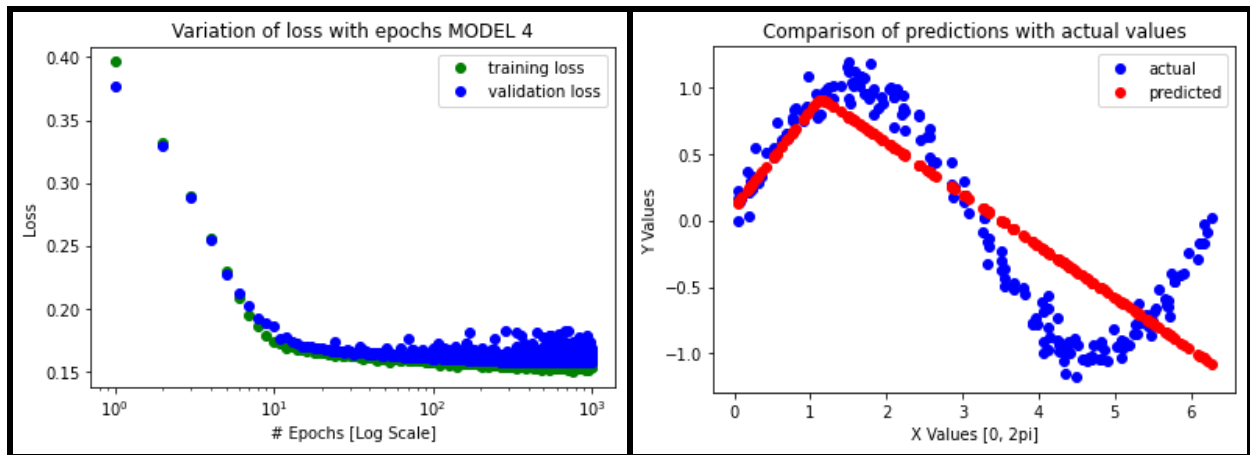 Variation of loss with epochs MODEL 4
0.40
0.35
0.30
0.25
0.20
0.15
Loss
training loss
validation loss
10⁰
10¹
10²
10³
# Epochs [Log Scale]
Comparison of predictions with actual values
1.0
0.5
0.0
−0.5
−1.0
Y Values
actual
predicted
0 1 2 3 4 5 6
X Values [0, 2pi]